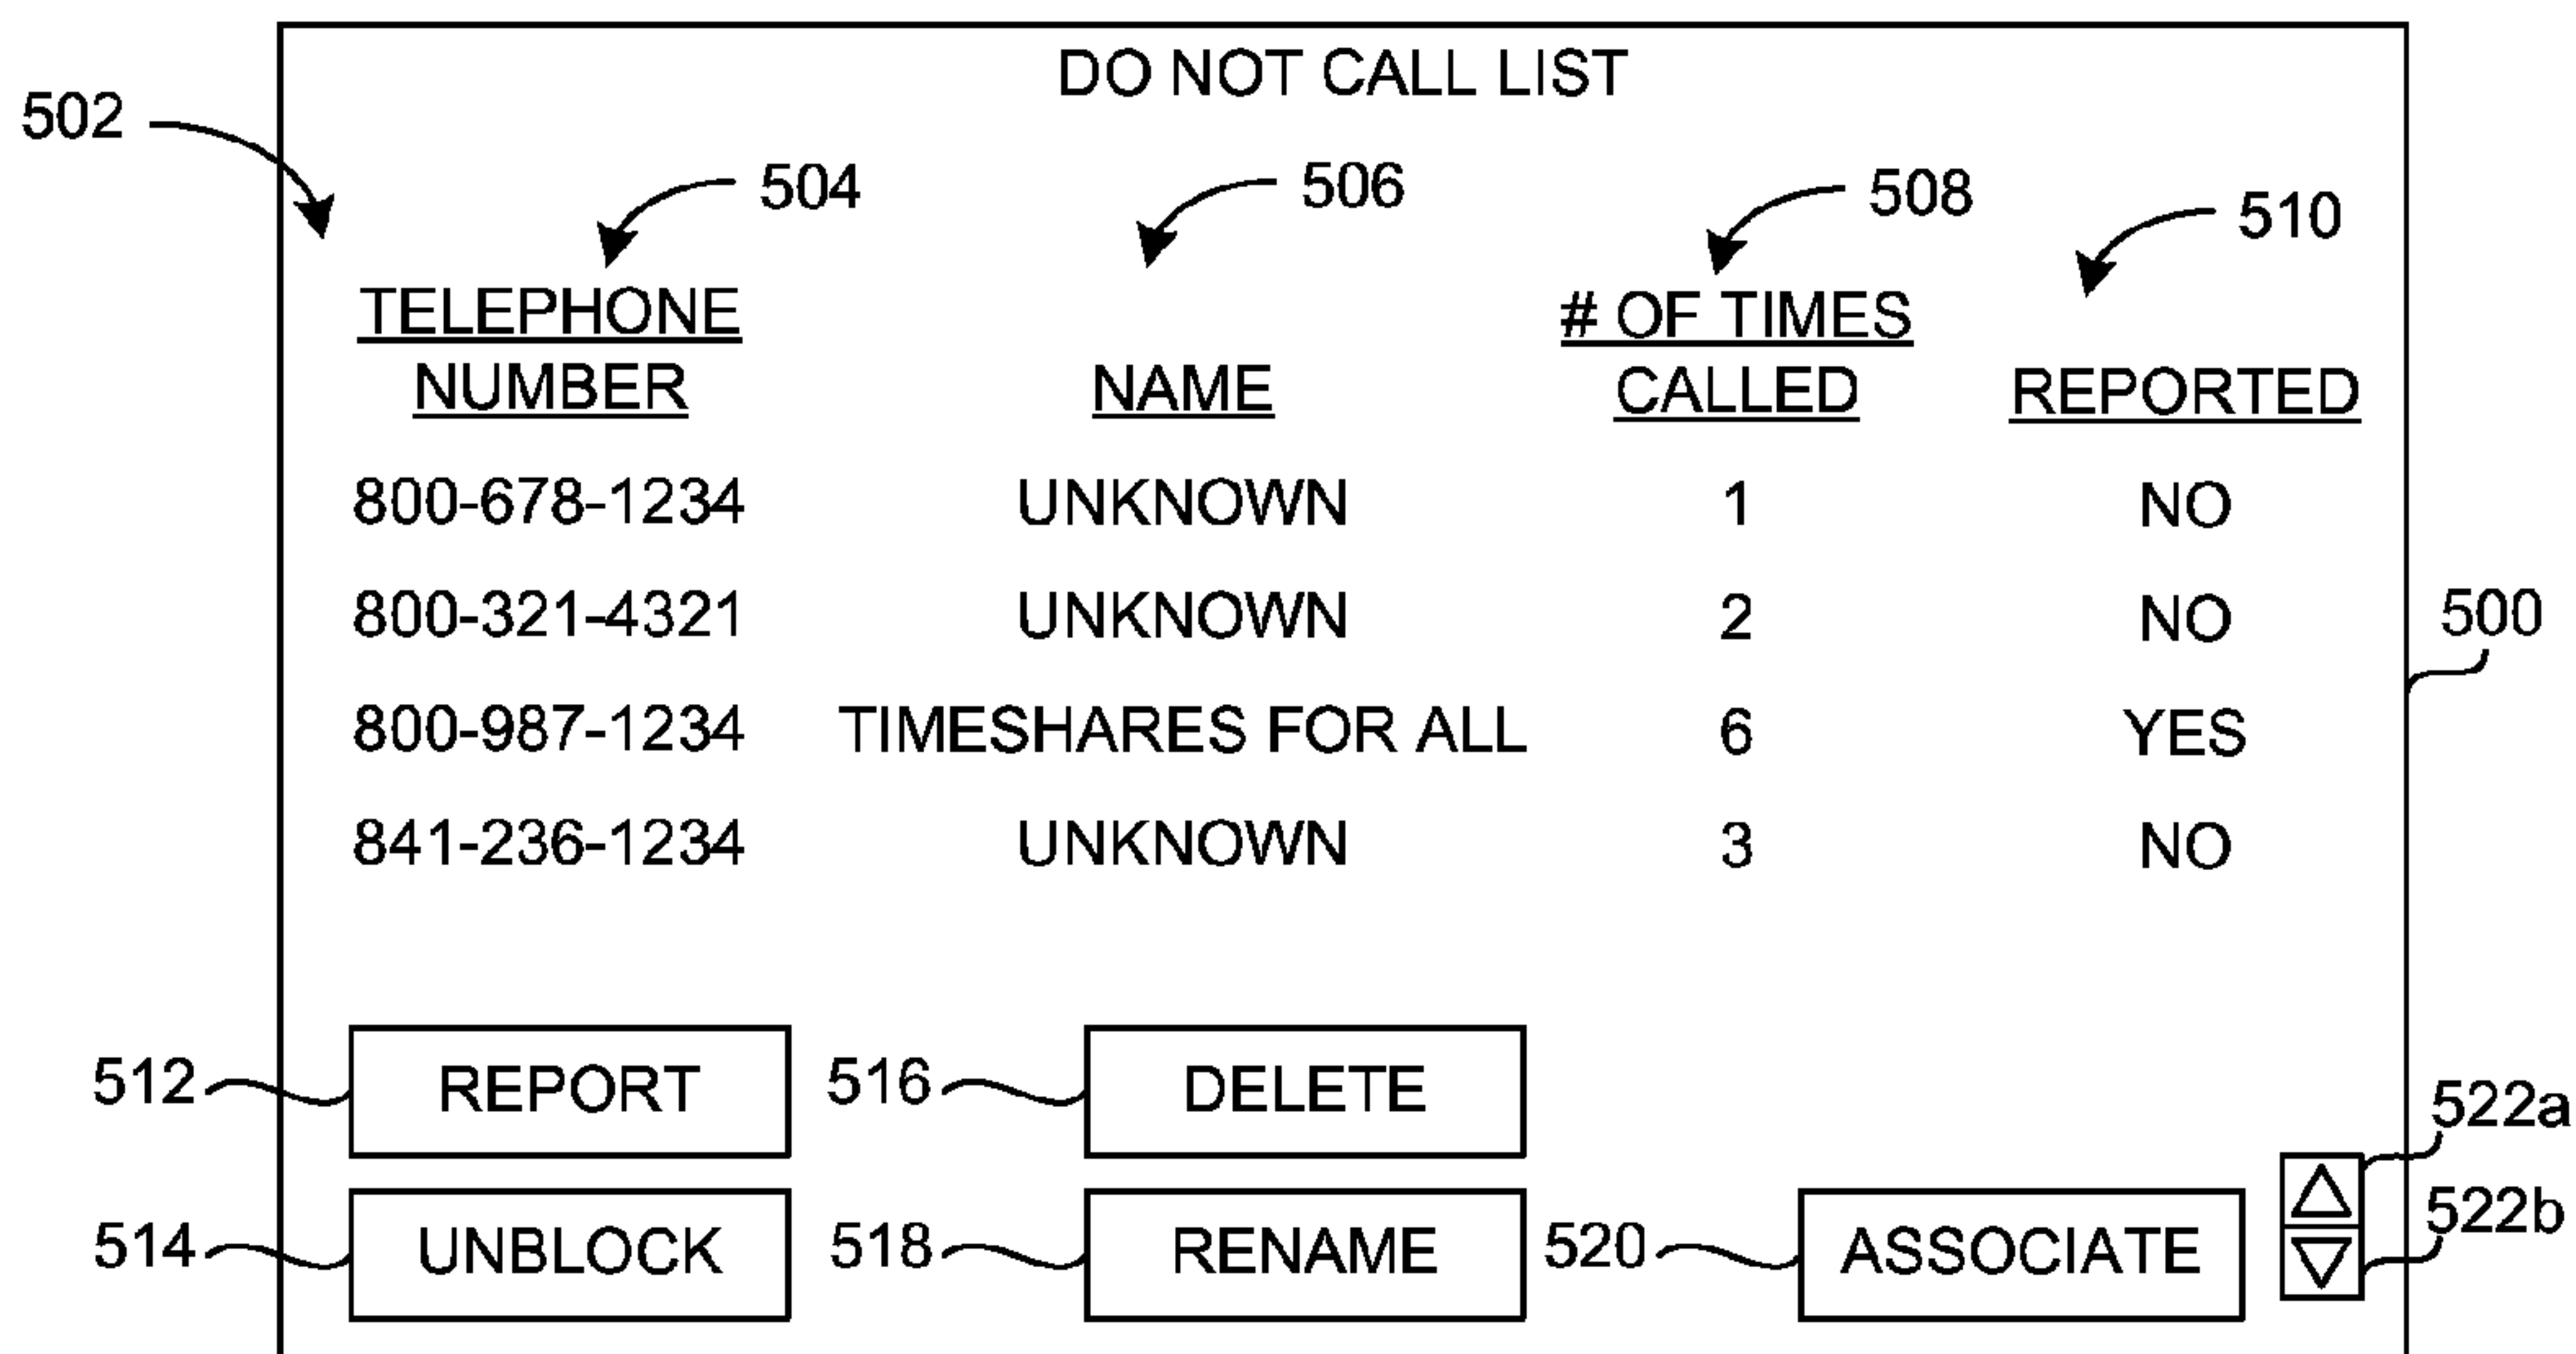 DO NOT CALL LIST
502
504 506 508 510
TELEPHONE NUMBER NAME # OF TIMES CALLED REPORTED
800-678-1234 UNKNOWN 1 NO
800-321-4321 UNKNOWN 2 NO
500
800-987-1234 TIMESHARES FOR ALL 6 YES
841-236-1234 UNKNOWN 3 NO
512 REPORT 516 DELETE
522a
514 UNBLOCK 518 RENAME 520 ASSOCIATE 522b